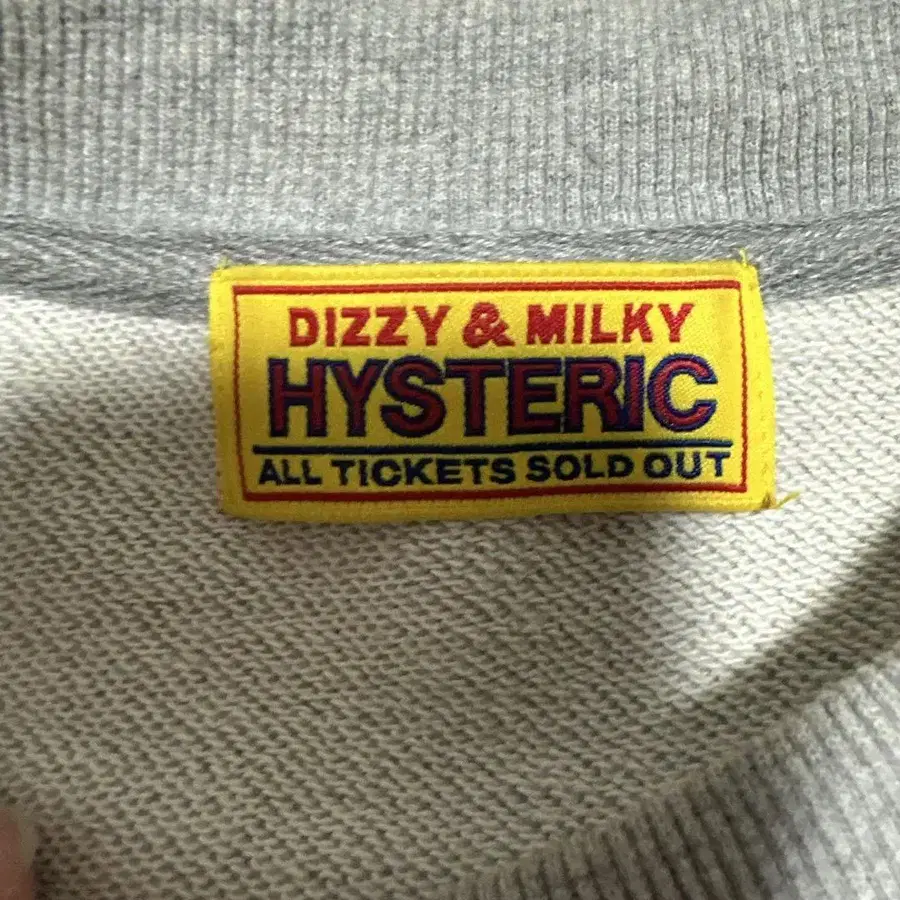 DIZZY & MILKY
HYSTERIC
ALL TICKETS SOLD OUT